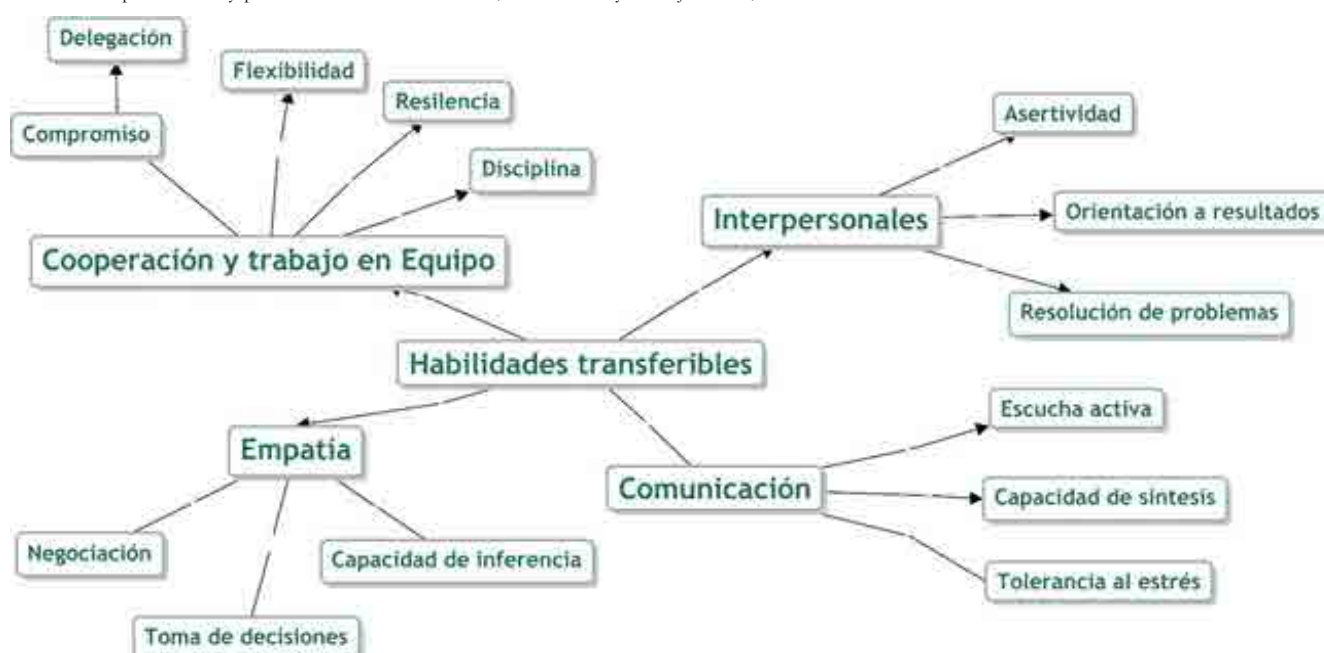 Delegación
Flexibilidad
Resilencia
Compromiso
Disciplina
Asertividad
Interpersonales
Orientación a resultados
Cooperación y trabajo en Equipo
Resolución de problemas
Habilidades transferibles
Escucha activa
Empatía
Comunicación
Capacidad de síntesis
Negociación
Capacidad de inferencia
Tolerancia al estrés
Toma de decisiones